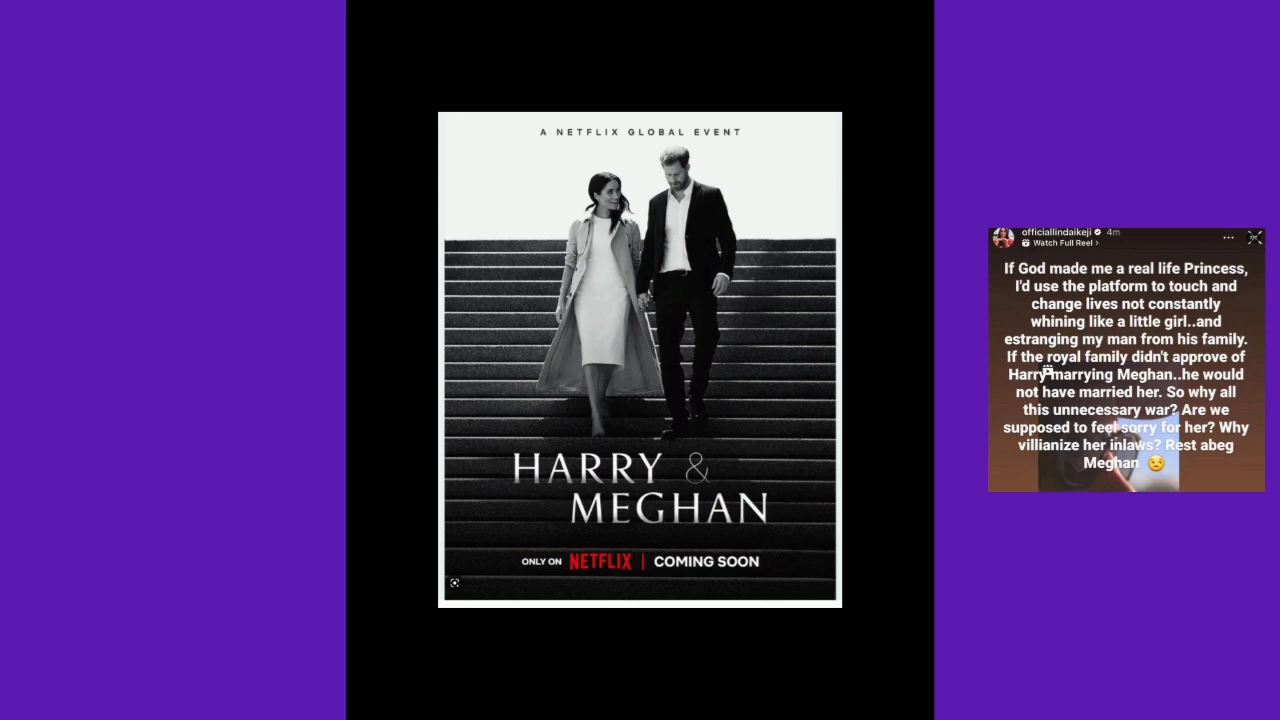 A NETFLIX GLOBAL EVENT
HARRY &
MEGHAN
ONLY ON NETFLIX | COMING SOON
officiallindaikeji 4m
Watch Full Reel >
If God made me a real life Princess,
I'd use the platform to touch and
change lives not constantly
whining like a little girl..and
estranging my man from his family.
If the royal family didn't approve of
Harry marrying Meghan..he would
not have married her. So why all
this unnecessary war? Are we
supposed to feel sorry for her? Why
villianize her inlaws? Rest abeg
Meghan 😒